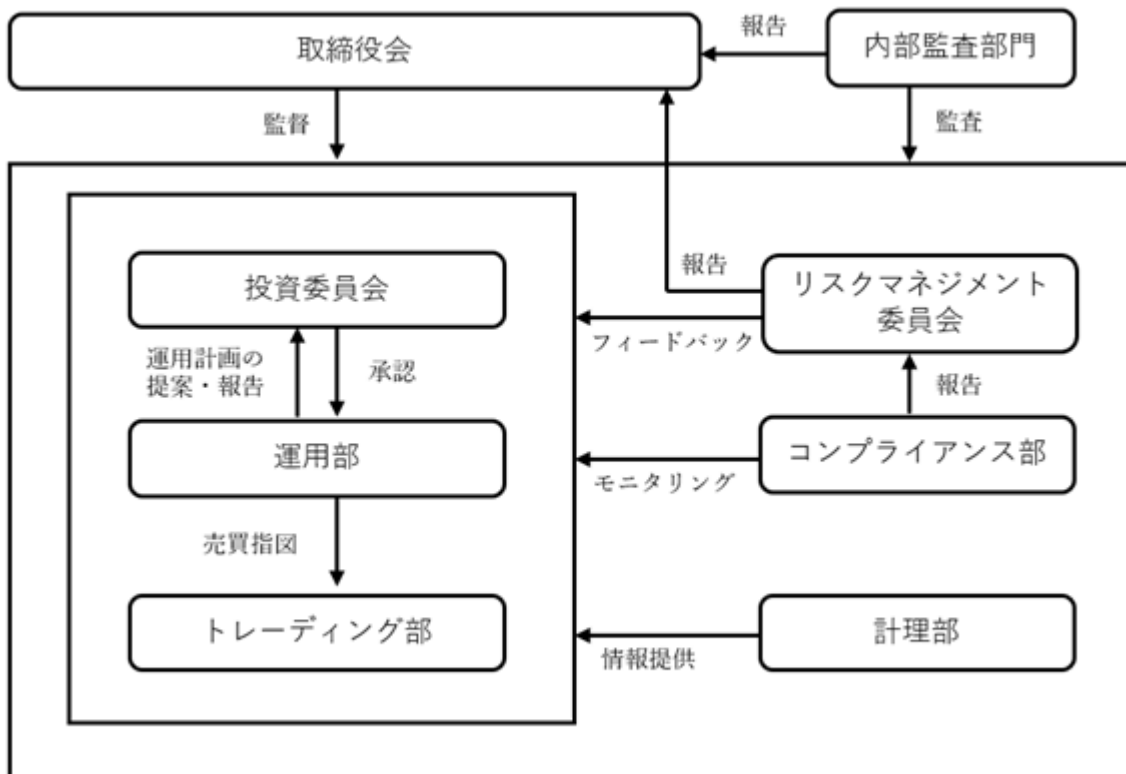 取締役会
報告
内部監査部門
監督
監査
投資委員会
報告
リスクマネジメント
委員会
フィードバック
運用計画の
提案・報告
承認
報告
運用部
コンプライアンス部
モニタリング
売買指図
トレーディング部
計理部
情報提供